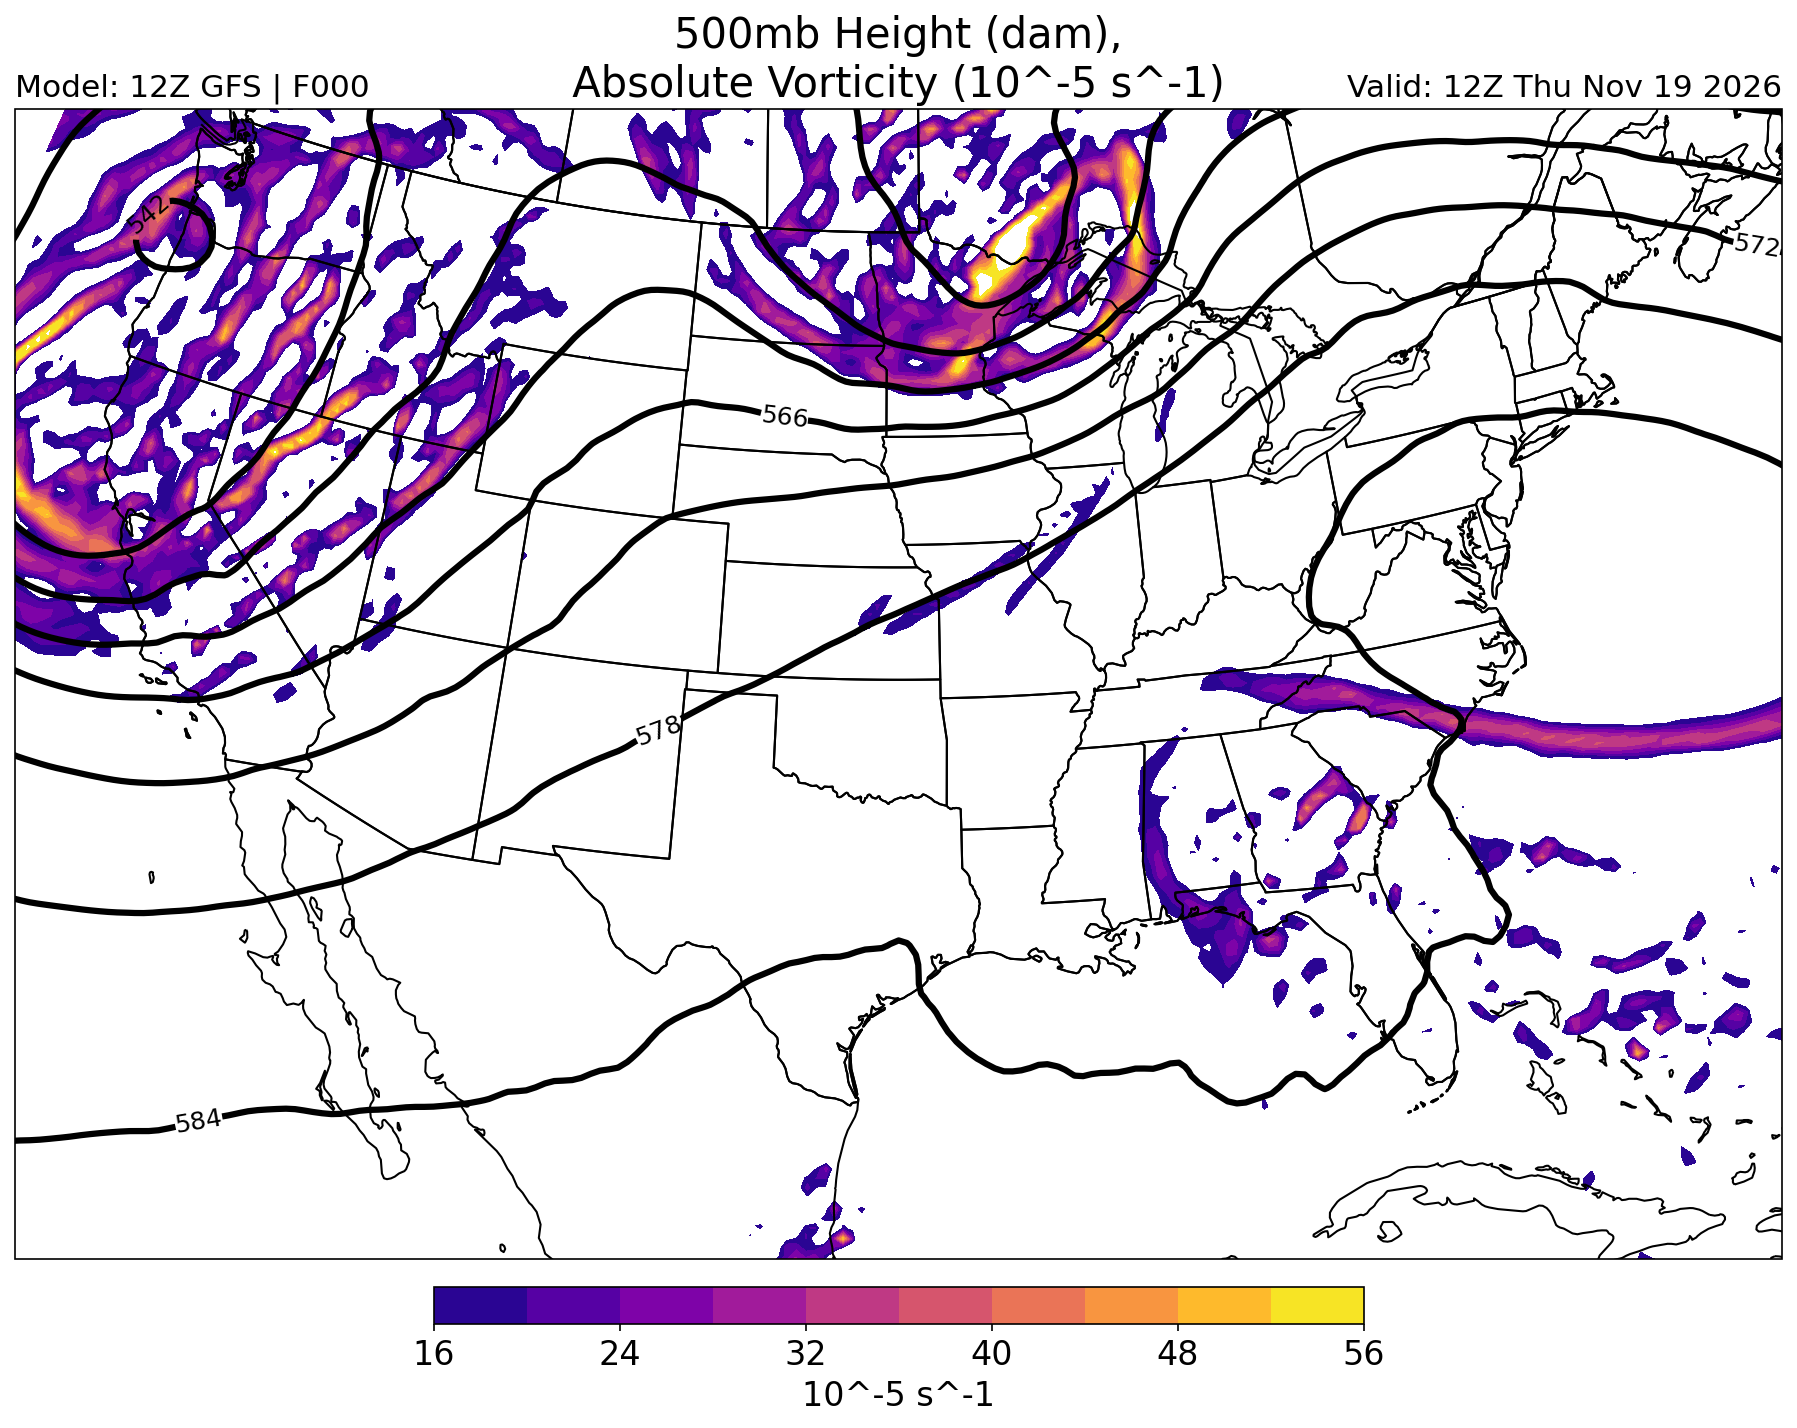 500mb Height (dam),
Model: 12Z GFS | F000
Absolute Vorticity (10^-5 s^-1)
Valid: 12Z Thu Nov 19 2026
542
572
566
578
584
16 24 32 40 48 56
10^-5 s^-1